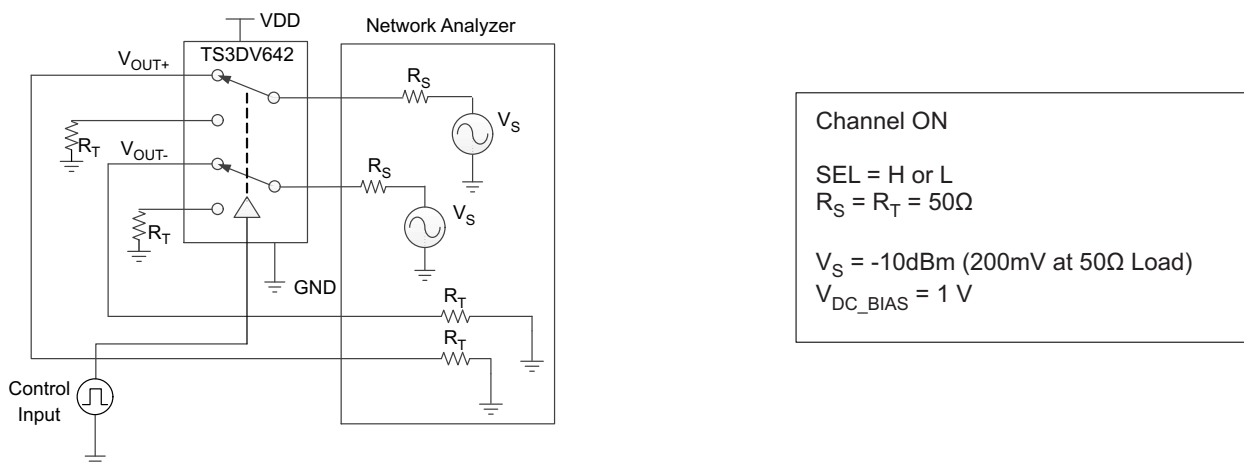 VDD
Network Analyzer
TS3DV642
VOUT+
RS
VS
RT
VOUT-
RS
VS
RT
GND
RT
RT
Control
Input
Channel ON
SEL = H or L
RS = RT = 50Ω
VS = -10dBm (200mV at 50Ω Load)
VDC_BIAS = 1 V